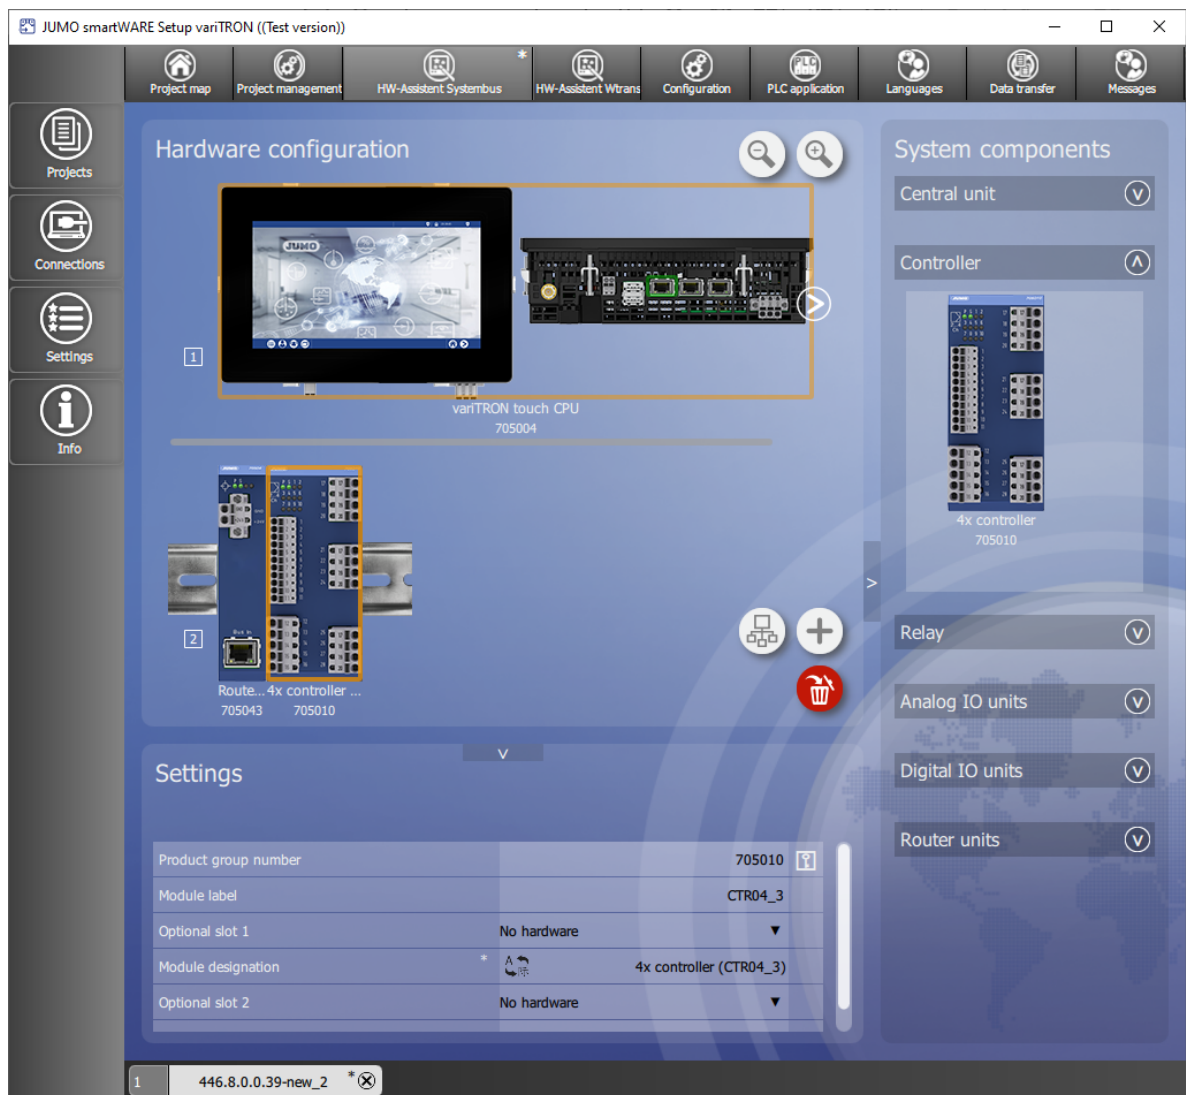 JUMO smartWARE Setup variTRON ((Test version))
Project map
Project management
HW-Assistent Systembus
*
HW-Assistent Wtrans
PLC
Configuration
PLC application
Languages
Data transfer
Messages
Projects
Connections
Settings
Info
Hardware configuration
JUMO
1
variTRON touch CPU
705004
Bus In
2
Route... 4x controller ...
705043 705010
System components
Central unit
Controller
4x controller
705010
>
Relay
Analog IO units
Digital IO units
Router units
Settings
Product group number 705010
Module label CTR04_3
Optional slot 1 No hardware
Module designation * A 4x controller (CTR04_3)
Optional slot 2 No hardware
1 446.8.0.0.39-new_2 *